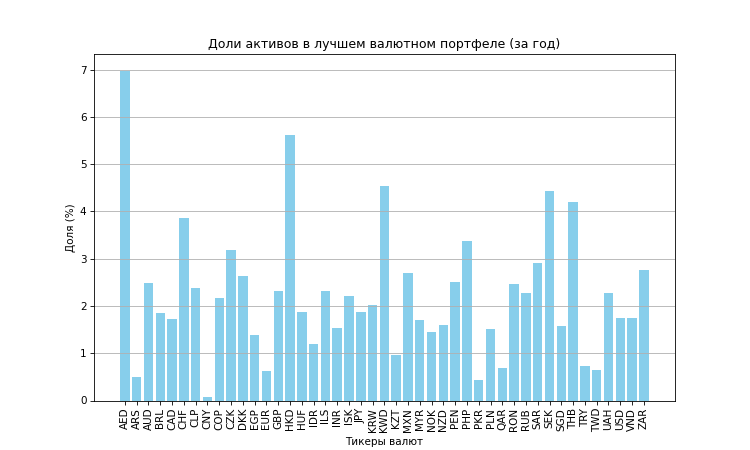 Доли активов в лучшем валютном портфеле (за год)
Доля (%)
7
6
5
4
3
2
1
0
AED ARS AUD BRL CAD CHF CLP CNY COP CZK DKK EGP EUR GBP HKD HUF IDR ILS INR ISK JPY KRW KWD KZT MXN MYR NOK NZD PEN PHP PKR PLN QAR RON RUB SAR SEK SGD THB TRY TWD UAH USD VND ZAR
Тикеры валют